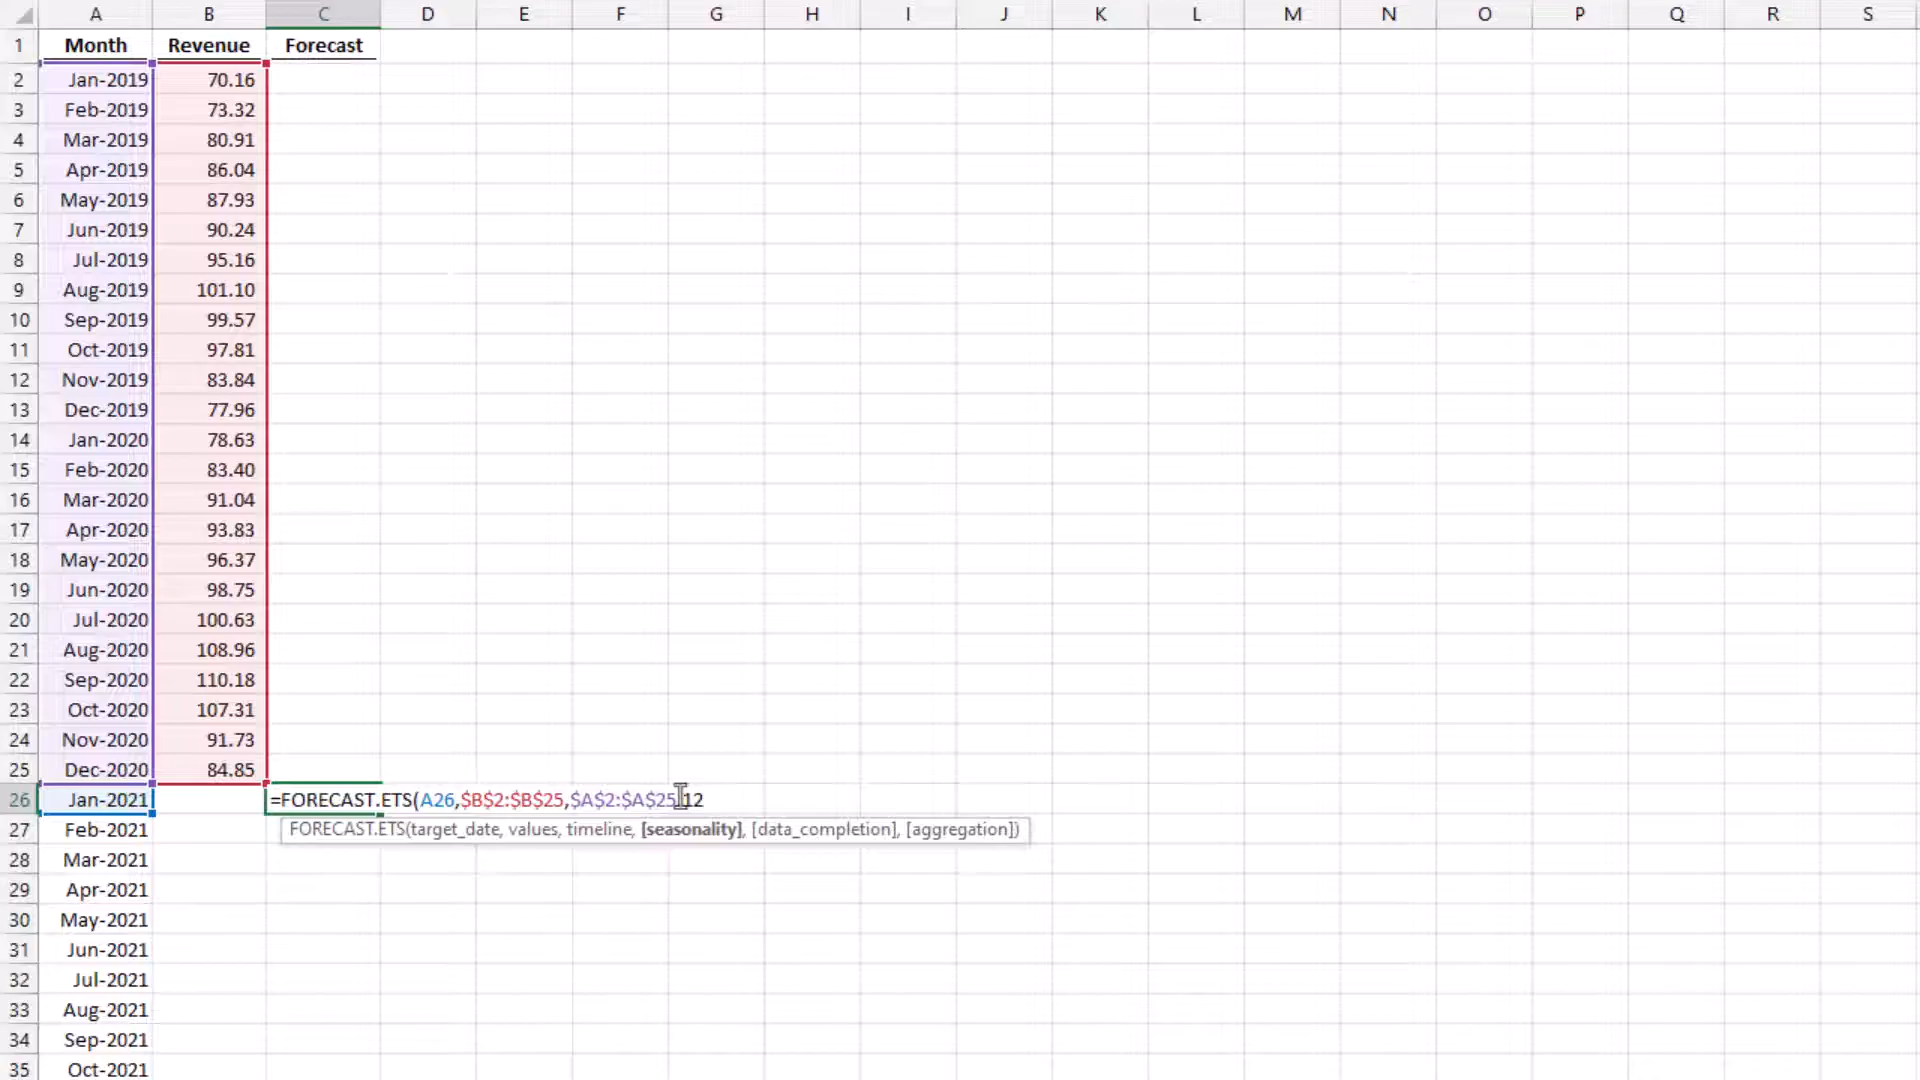 A B C D E F G H I J K L M N O P Q R S
1 Month Revenue Forecast
2 Jan-2019 70.16
3 Feb-2019 73.32
4 Mar-2019 80.91
5 Apr-2019 86.04
6 May-2019 87.93
7 Jun-2019 90.24
8 Jul-2019 95.16
9 Aug-2019 101.10
10 Sep-2019 99.57
11 Oct-2019 97.81
12 Nov-2019 83.84
13 Dec-2019 77.96
14 Jan-2020 78.63
15 Feb-2020 83.40
16 Mar-2020 91.04
17 Apr-2020 93.83
18 May-2020 96.37
19 Jun-2020 98.75
20 Jul-2020 100.63
21 Aug-2020 108.96
22 Sep-2020 110.18
23 Oct-2020 107.31
24 Nov-2020 91.73
25 Dec-2020 84.85
26 Jan-2021 =FORECAST.ETS(A26,$B$2:$B$25,$A$2:$A$25,12
FORECAST.ETS(target_date, values, timeline, [seasonality], [data_completion], [aggregation])
27 Feb-2021
28 Mar-2021
29 Apr-2021
30 May-2021
31 Jun-2021
32 Jul-2021
33 Aug-2021
34 Sep-2021
35 Oct-2021